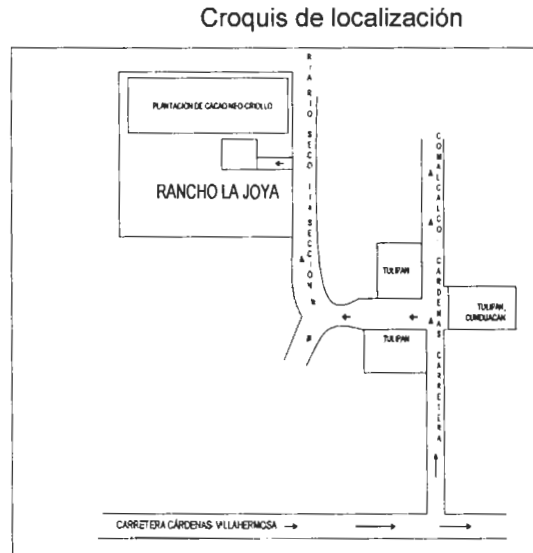 Croquis de localización
PLANTACION DE CACAO NEO-CRIOLLO
RANCHO LA JOYA
RIA RIO SECO IIA SECCION
COMALCALCO CARDENAS CARRETERA
TULIPAN
TULIPAN,
CUNDUACAN
TULIPAN
CARRETERA CÁRDENAS VILLAHERMOSA